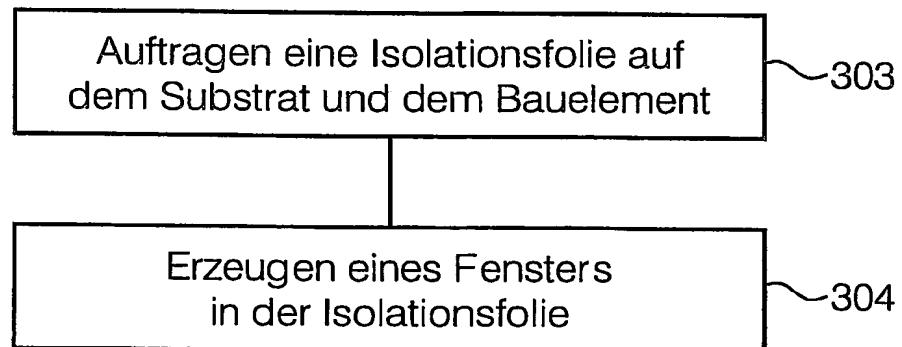 Auftragen eine Isolationsfolie auf
dem Substrat und dem Bauelement
303
Erzeugen eines Fensters
in der Isolationsfolie
304